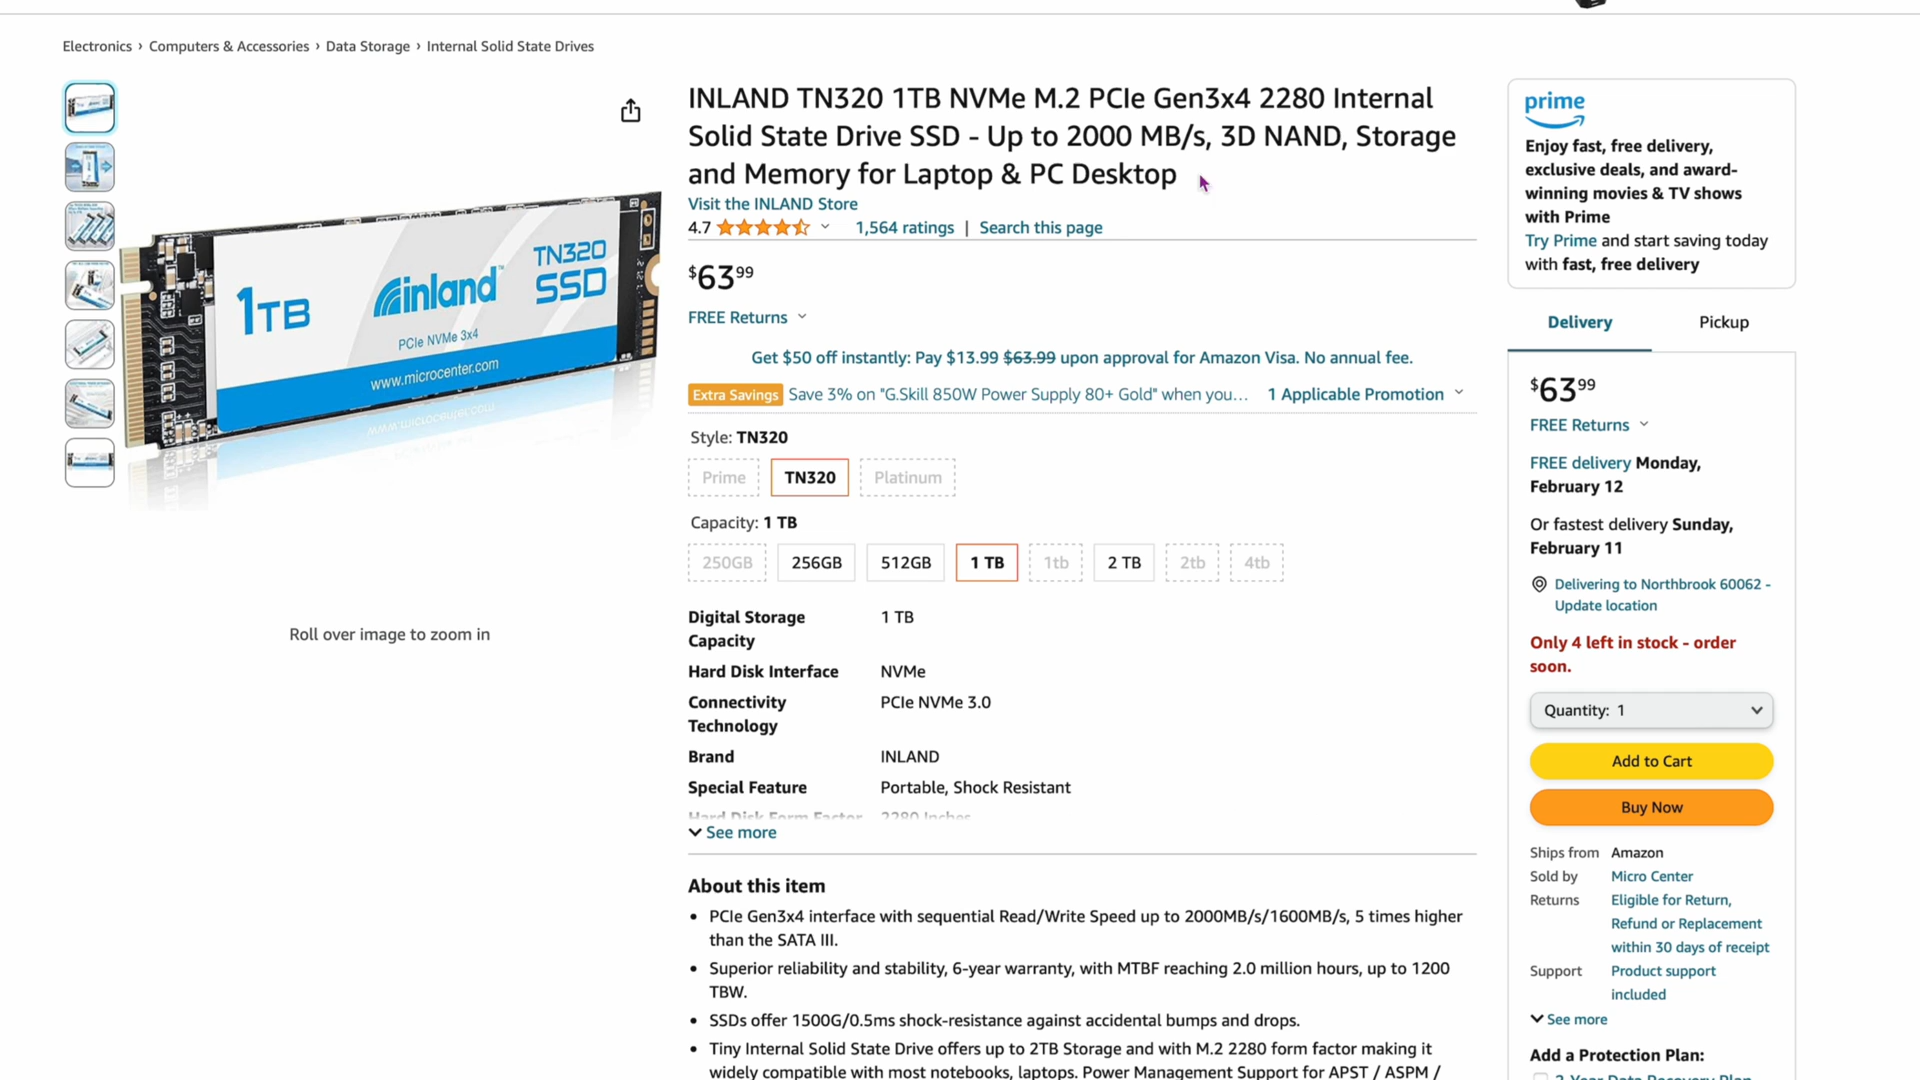 Electronics › Computers & Accessories › Data Storage › Internal Solid State Drives
INLAND TN320 1TB NVMe M.2 PCIe Gen3x4 2280 Internal
Solid State Drive SSD - Up to 2000 MB/s, 3D NAND, Storage
and Memory for Laptop & PC Desktop
Visit the INLAND Store
4.7
1,564 ratings | Search this page
$63 99
FREE Returns
Get $50 off instantly: Pay $13.99 $63.99 upon approval for Amazon Visa. No annual fee.
Extra Savings Save 3% on "G.Skill 850W Power Supply 80+ Gold" when you… 1 Applicable Promotion
Style: TN320
Prime
TN320
Platinum
Capacity: 1 TB
250GB
256GB
512GB
1 TB
1tb
2 TB
2tb
4tb
Digital Storage Capacity 1 TB
Hard Disk Interface NVMe
Connectivity Technology PCIe NVMe 3.0
Brand INLAND
Special Feature Portable, Shock Resistant
Hard Disk Form Factor 2280 Inches
See more
About this item
• PCIe Gen3x4 interface with sequential Read/Write Speed up to 2000MB/s/1600MB/s, 5 times higher
than the SATA III.
• Superior reliability and stability, 6-year warranty, with MTBF reaching 2.0 million hours, up to 1200
TBW.
• SSDs offer 1500G/0.5ms shock-resistance against accidental bumps and drops.
• Tiny Internal Solid State Drive offers up to 2TB Storage and with M.2 2280 form factor making it
widely compatible with most notebooks, laptops. Power Management Support for APST / ASPM /
1TB
inland™
TN320
SSD
PCIe NVMe 3x4
www.microcenter.com
Roll over image to zoom in
prime
Enjoy fast, free delivery,
exclusive deals, and award-
winning movies & TV shows
with Prime
Try Prime and start saving today
with fast, free delivery
Delivery
Pickup
$63 99
FREE Returns
FREE delivery Monday,
February 12
Or fastest delivery Sunday,
February 11
Delivering to Northbrook 60062 -
Update location
Only 4 left in stock - order
soon.
Quantity: 1
Add to Cart
Buy Now
Ships from Amazon
Sold by Micro Center
Returns Eligible for Return,
Refund or Replacement
within 30 days of receipt
Support Product support
included
See more
Add a Protection Plan:
2-Year Data Recovery Plan